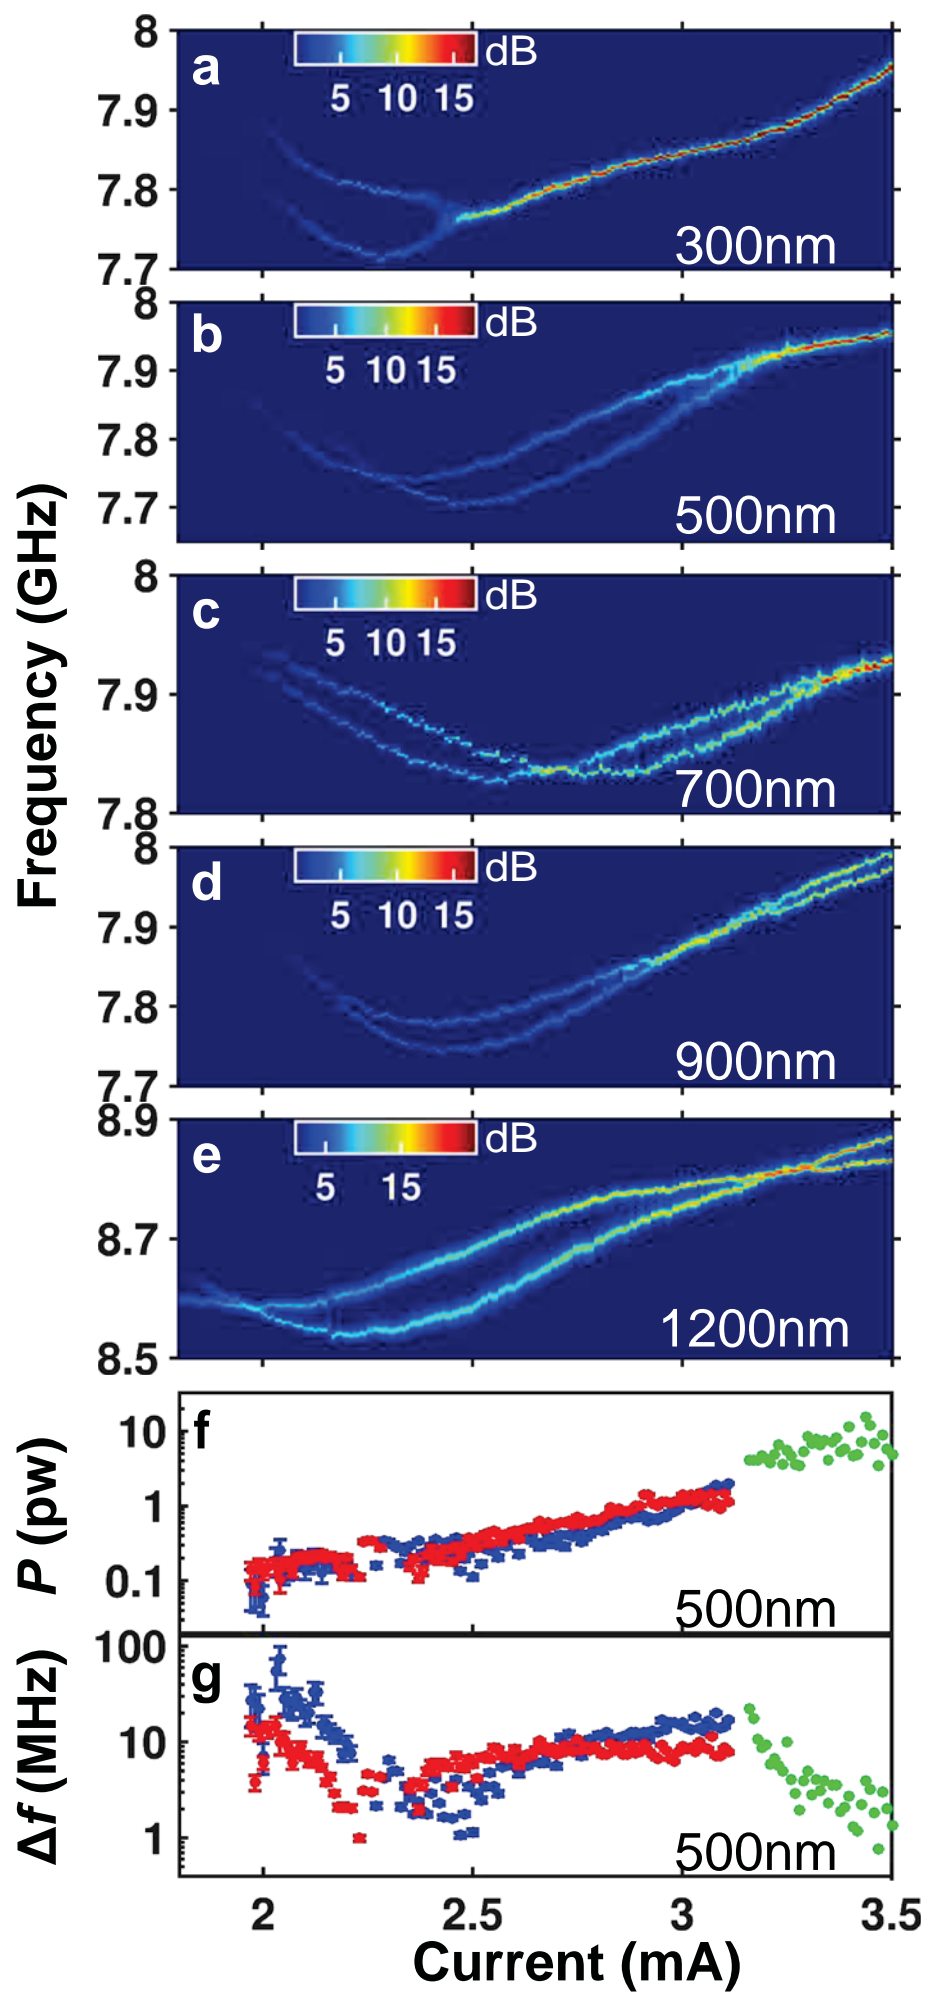 8
a
dB
5 10 15
7.9
7.8
300nm
7.7
8
b
dB
5 10 15
7.9
7.8
7.7
500nm
8
c
dB
5 10 15
7.9
700nm
7.8
8
d
dB
5 10 15
7.9
7.8
900nm
7.7
8.9
e
dB
5 15
8.7
1200nm
8.5
Frequency (GHz)
f
10
1
0.1
500nm
P (pw)
100
g
10
1
500nm
Δf (MHz)
2 2.5 3 3.5
Current (mA)